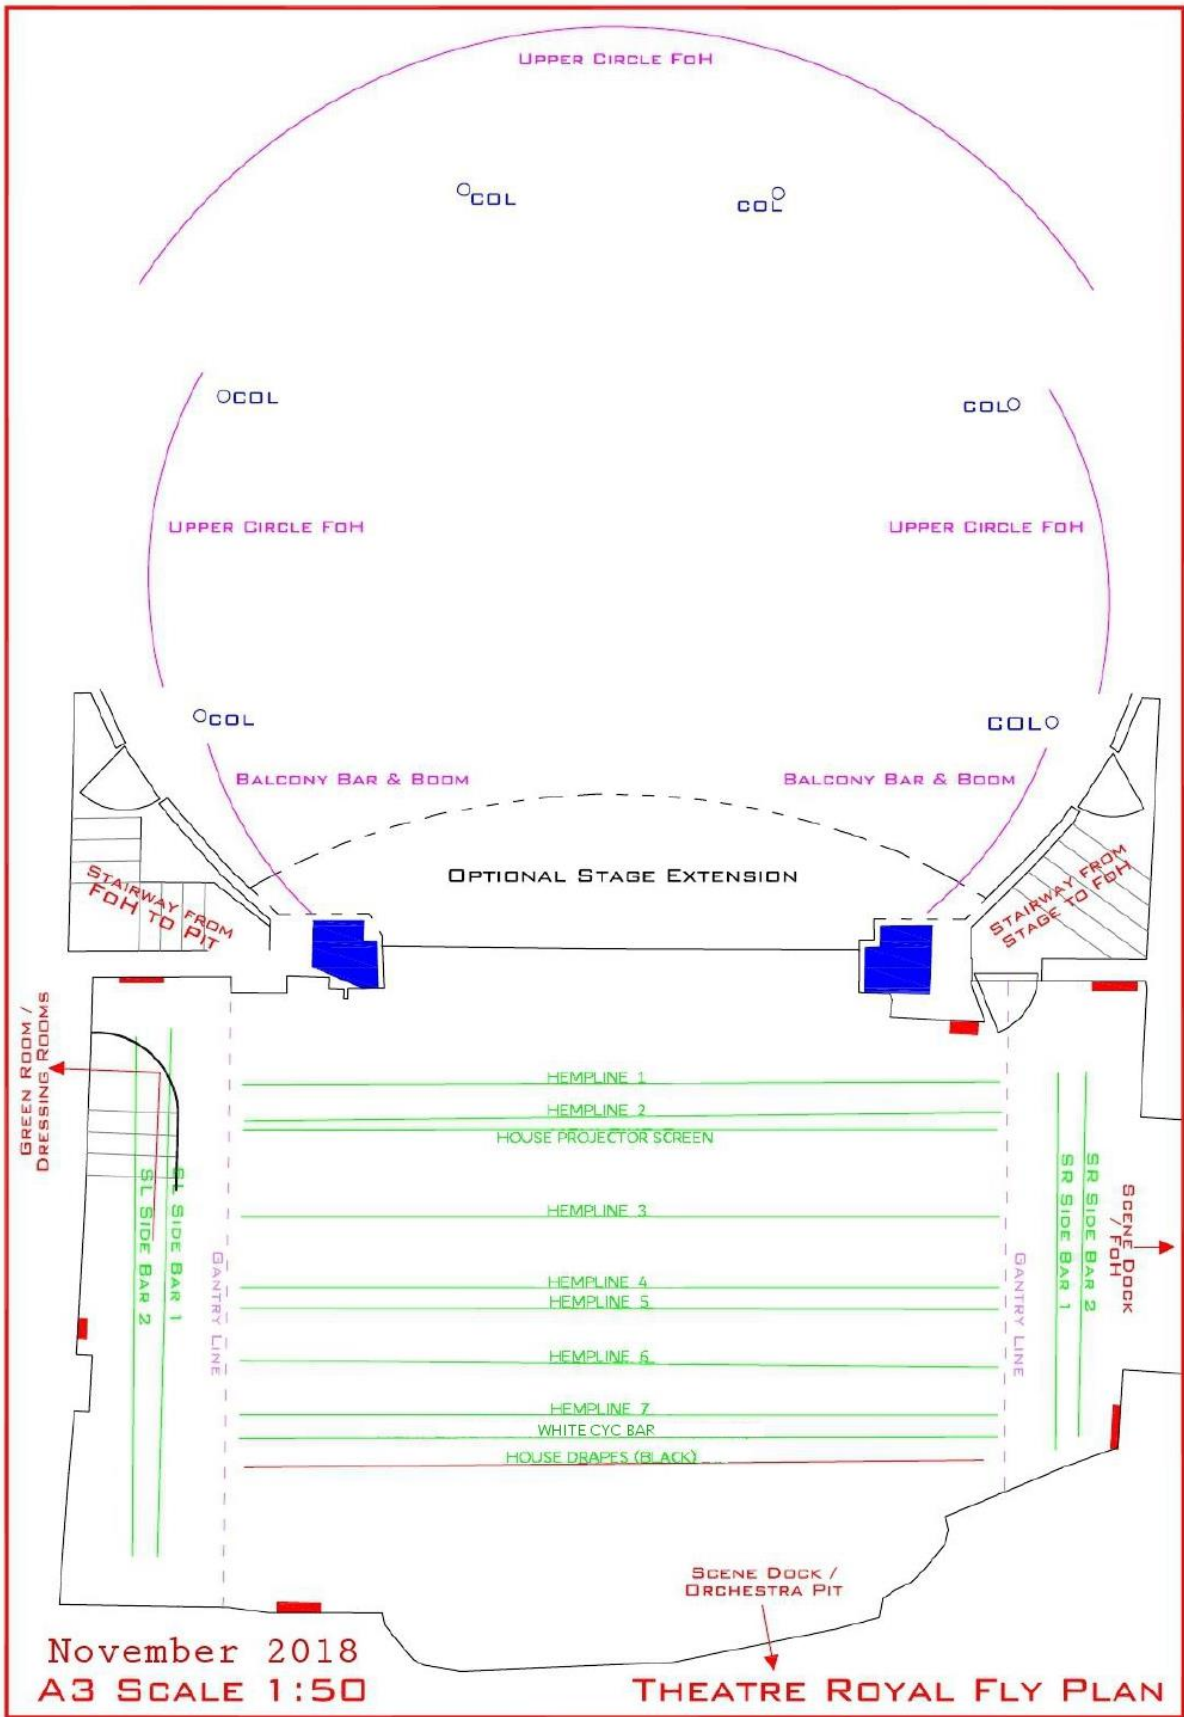 Upper Circle FoH
COL
COL
COL
COL
Upper Circle FoH
Upper Circle FoH
COL
COL
Balcony Bar & Boom
Balcony Bar & Boom
Optional Stage Extension
Stairway from
FoH to Pit
Stairway from
Stage to FoH
Green Room /
Dressing Rooms
HEMPLINE 1
HEMPLINE 2
HOUSE PROJECTOR SCREEN
HEMPLINE 3
HEMPLINE 4
HEMPLINE 5
HEMPLINE 6
HEMPLINE 7
WHITE CYC BAR
HOUSE DRAPES (BLACK)
SL Side Bar 2
SL Side Bar 1
Gantry Line
Gantry Line
SR Side Bar 1
SR Side Bar 2
Scene Dock
/ FoH
Scene Dock /
Orchestra Pit
November 2018
A3 Scale 1:50
Theatre Royal Fly Plan